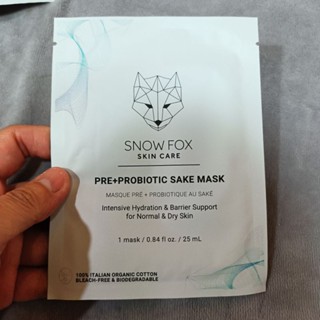 SNOW FOX
SKIN CARE
PRE+PROBIOTIC SAKE MASK
MASQUE PRÉ + PROBIOTIQUE AU SAKÉ
Intensive Hydration & Barrier Support
for Normal & Dry Skin
1 mask / 0.84 fl oz. / 25 mL
100% ITALIAN ORGANIC COTTON
BLEACH-FREE & BIODEGRADABLE